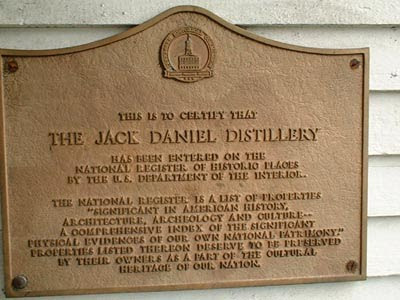 THIS IS TO CERTIFY THAT
THE JACK DANIEL DISTILLERY
HAS BEEN ENTERED ON THE
NATIONAL REGISTER OF HISTORIC PLACES
BY THE U.S. DEPARTMENT OF THE INTERIOR.
THE NATIONAL REGISTER IS A LIST OF PROPERTIES
"SIGNIFICANT IN AMERICAN HISTORY,
ARCHITECTURE, ARCHEOLOGY AND CULTURE--
A COMPREHENSIVE INDEX OF THE SIGNIFICANT
PHYSICAL EVIDENCES OF OUR OWN NATIONAL PATRIMONY."
PROPERTIES LISTED THEREON DESERVE TO BE PRESERVED
BY THEIR OWNERS AS A PART OF THE CULTURAL
HERITAGE OF OUR NATION.